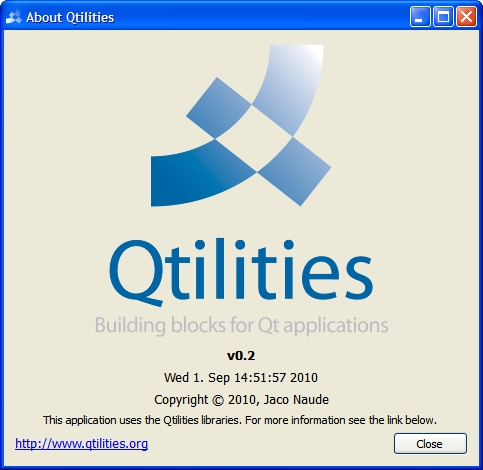 About Qtilities
Qtilities
Building blocks for Qt applications
v0.2
Wed 1. Sep 14:51:57 2010
Copyright © 2010, Jaco Naude
This application uses the Qtilities libraries. For more information see the link below.
http://www.qtilities.org
Close